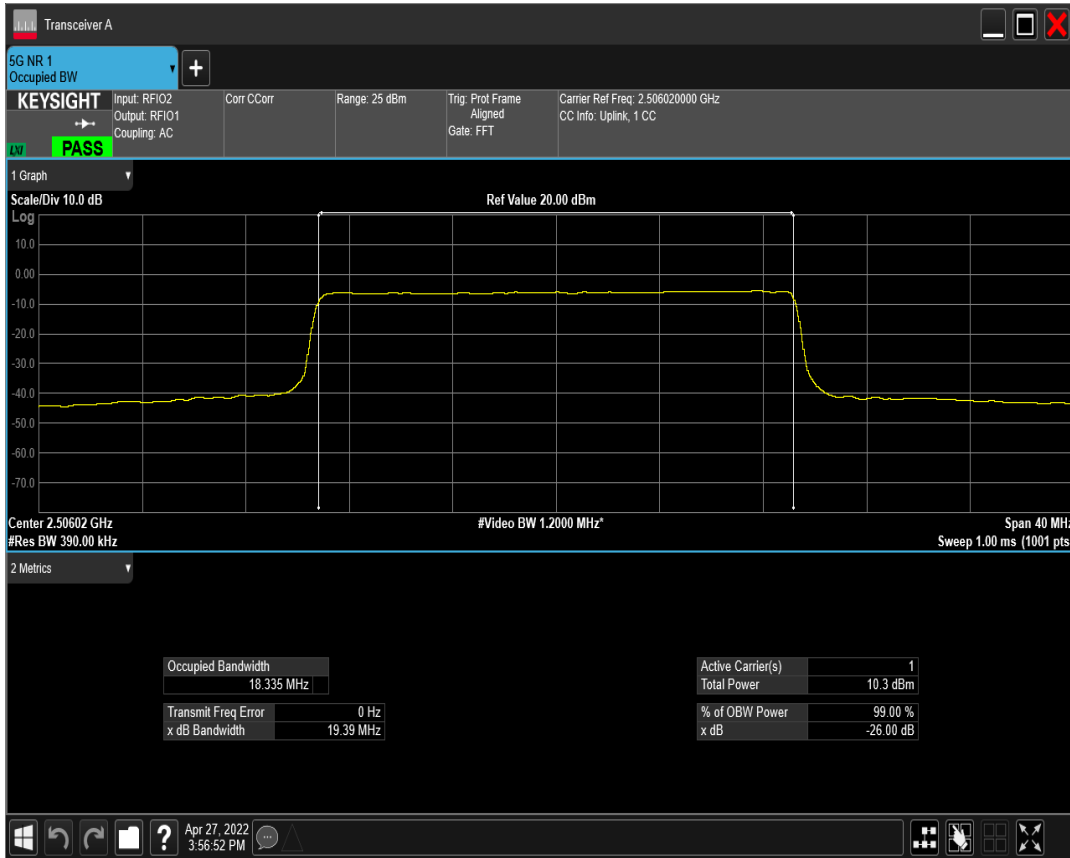 Transceiver A
5G NR 1
Occupied BW
KEYSIGHT
Input: RFIO2
Output: RFIO1
Coupling: AC
Corr CCorr
Range: 25 dBm
Trig: Prot Frame
Aligned
Gate: FFT
Carrier Ref Freq: 2.506020000 GHz
CC Info: Uplink, 1 CC
LXI
PASS
1 Graph
Scale/Div 10.0 dB
Ref Value 20.00 dBm
Log
10.0
0.00
-10.0
-20.0
-30.0
-40.0
-50.0
-60.0
-70.0
Center 2.50602 GHz
#Video BW 1.2000 MHz*
Span 40 MHz
#Res BW 390.00 kHz
Sweep 1.00 ms (1001 pts
2 Metrics
Occupied Bandwidth
18.335 MHz
Transmit Freq Error 0 Hz
x dB Bandwidth 19.39 MHz
Active Carrier(s) 1
Total Power 10.3 dBm
% of OBW Power 99.00 %
x dB -26.00 dB
?
Apr 27, 2022
3:56:52 PM